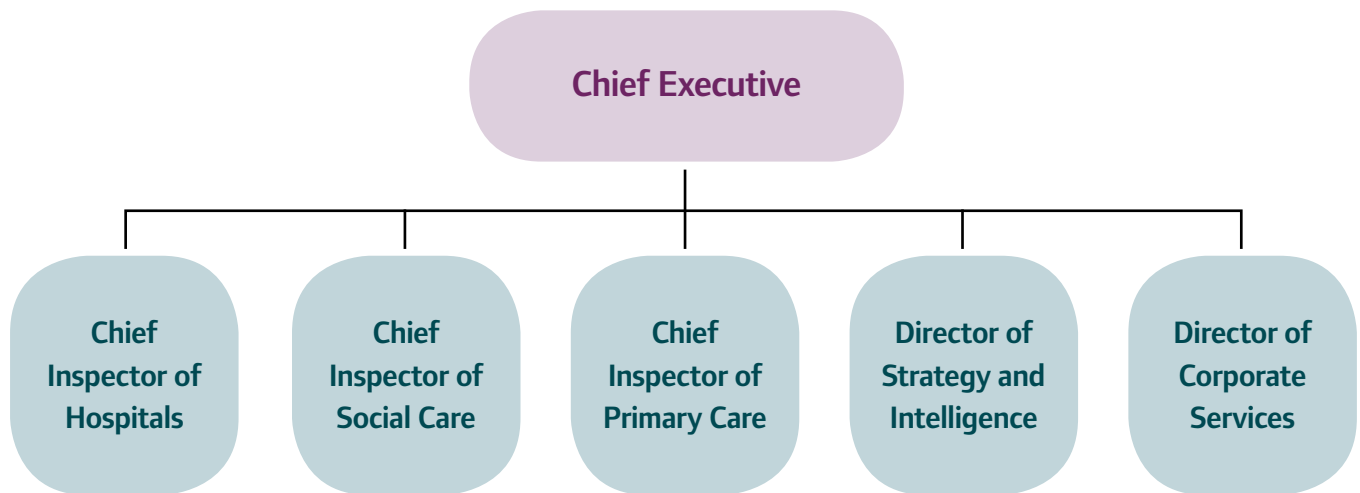 Chief Executive
Chief
Inspector of
Hospitals
Chief
Inspector of
Social Care
Chief
Inspector of
Primary Care
Director of
Strategy and
Intelligence
Director of
Corporate
Services